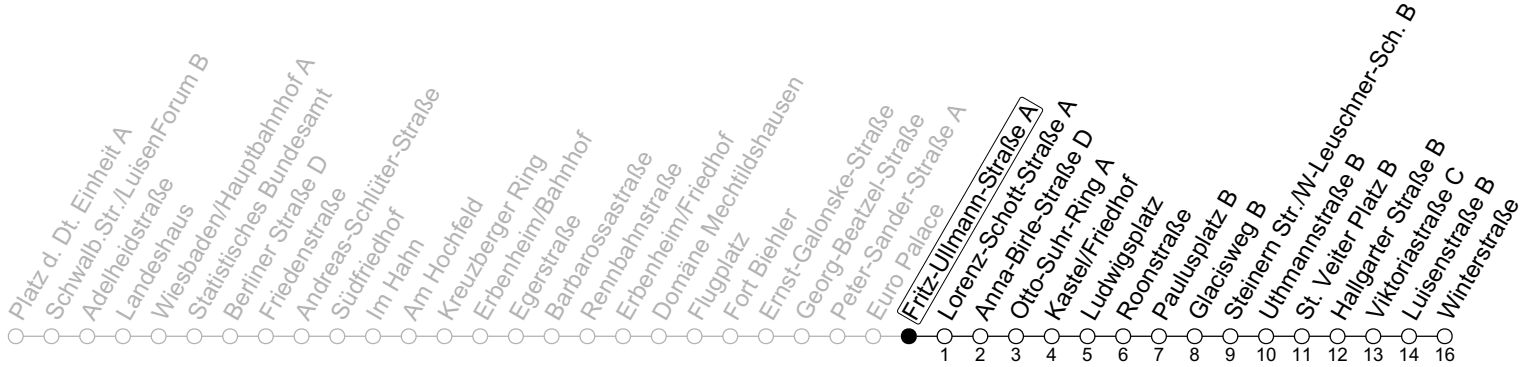 Platz d. Dt. Einheit A
Schwalb.Str./LuisenForum B
Adelheidstraße
Landeshaus
Wiesbaden/Hauptbahnhof A
Statistisches Bundesamt
Berliner Straße D
Friedenstraße
Andreas-Schlüter-Straße
Südfriedhof
Im Hahn
Am Hochfeld
Kreuzberger Ring
Erbenheim/Bahnhof
Egerstraße
Barbarossastraße
Rennbahnstraße
Erbenheim/Friedhof
Domäne Mechtildshausen
Flugplatz
Fort Biehler
Ernst-Galonske-Straße
Georg-Beatzel-Straße
Peter-Sander-Straße A
Euro Palace
Fritz-Ullmann-Straße A
Lorenz-Schott-Straße A
Anna-Birle-Straße D
Otto-Suhr-Ring A
Kastel/Friedhof
Ludwigsplatz
Roonstraße
Paulusplatz B
Glacisweg B
Steinern Str./W-Leuschner-Sch. B
Uthmannstraße B
St. Veiter Platz B
Hallgarter Straße B
Viktoriastraße C
Luisenstraße B
Winterstraße
1 2 3 4 5 6 7 8 9 10 11 12 13 14 16